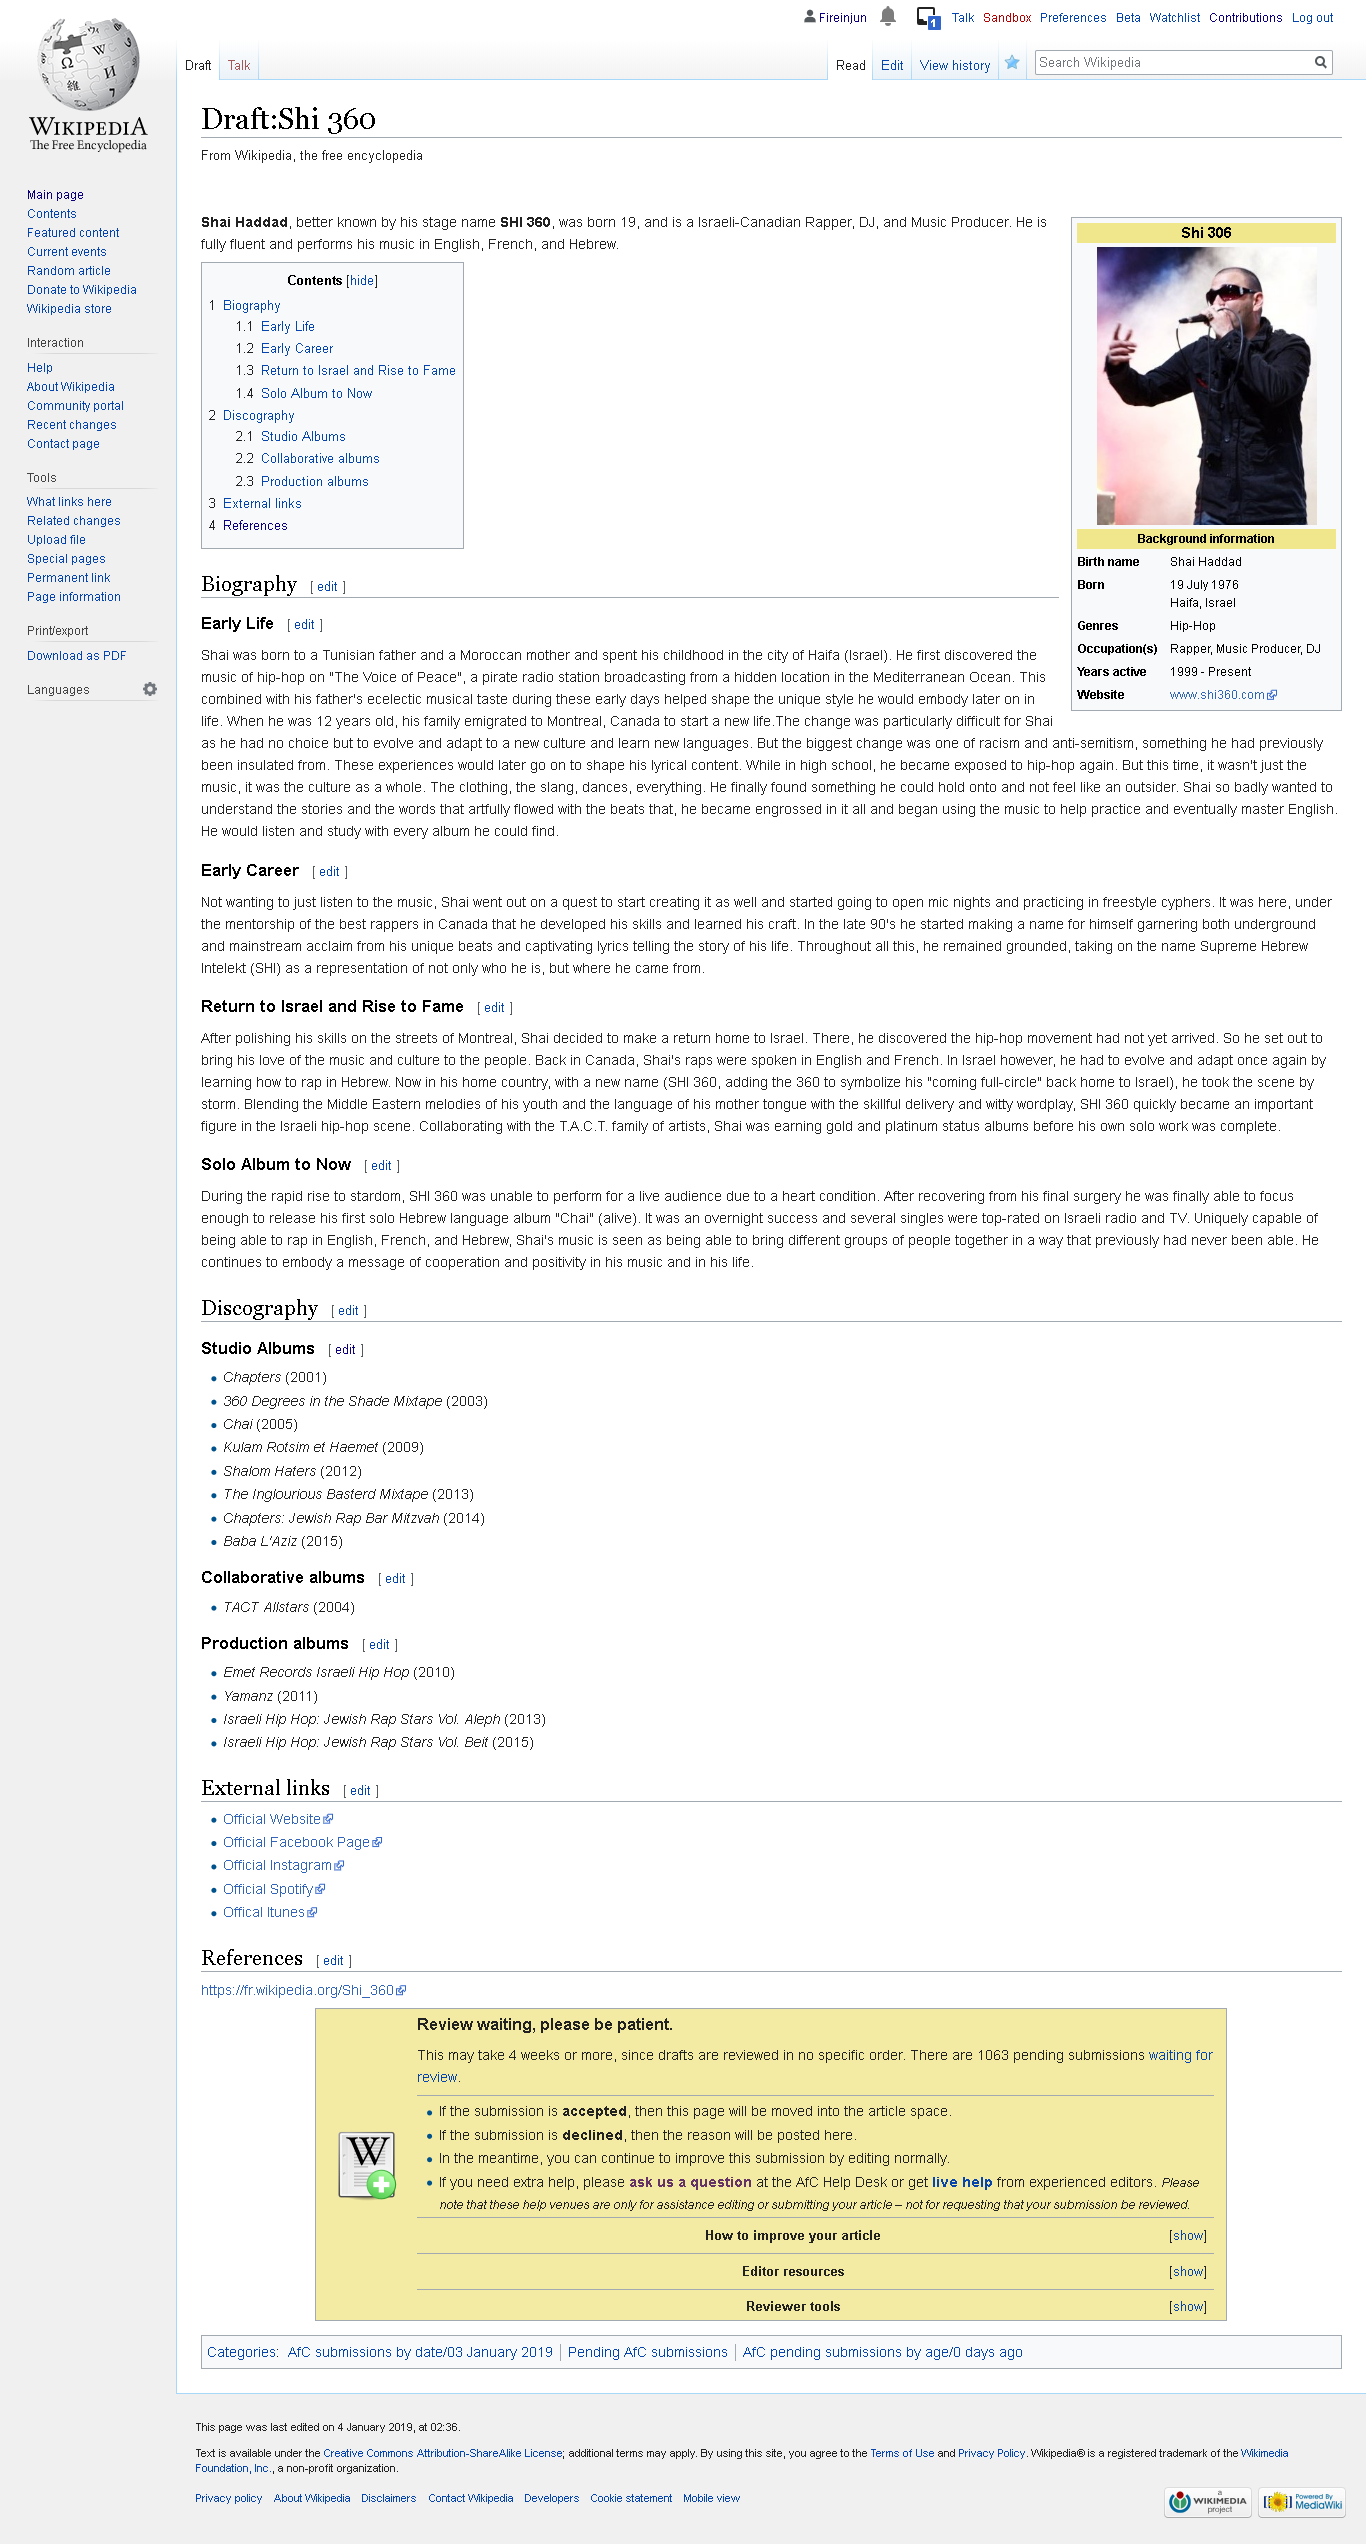 Fireinjun 1 Talk Sandbox Preferences Beta Watchlist Contributions Log out
Draft Talk Read Edit View history Search Wikipedia
WIKIPEDIA
The Free Encyclopedia
Main page
Contents
Featured content
Current events
Random article
Donate to Wikipedia
Wikipedia store
Interaction
Help
About Wikipedia
Community portal
Recent changes
Contact page
Tools
What links here
Related changes
Upload file
Special pages
Permanent link
Page information
Print/export
Download as PDF
Languages
Draft:Shi 360
From Wikipedia, the free encyclopedia
Shai Haddad, better known by his stage name SHI 360, was born 19, and is a Israeli-Canadian Rapper, DJ, and Music Producer. He is
fully fluent and performs his music in English, French, and Hebrew.
Shi 306
Background information
Birth name Shai Haddad
Born 19 July 1976
Haifa, Israel
Genres Hip-Hop
Occupation(s) Rapper, Music Producer, DJ
Years active 1999 - Present
Website www.shi360.com
Contents [hide]
1 Biography
1.1 Early Life
1.2 Early Career
1.3 Return to Israel and Rise to Fame
1.4 Solo Album to Now
2 Discography
2.1 Studio Albums
2.2 Collaborative albums
2.3 Production albums
3 External links
4 References
Biography [ edit ]
Early Life [ edit ]
Shai was born to a Tunisian father and a Moroccan mother and spent his childhood in the city of Haifa (Israel). He first discovered the
music of hip-hop on "The Voice of Peace", a pirate radio station broadcasting from a hidden location in the Mediterranean Ocean. This
combined with his father's eclectic musical taste during these early days helped shape the unique style he would embody later on in
life. When he was 12 years old, his family emigrated to Montreal, Canada to start a new life.The change was particularly difficult for Shai
as he had no choice but to evolve and adapt to a new culture and learn new languages. But the biggest change was one of racism and anti-semitism, something he had previously
been insulated from. These experiences would later go on to shape his lyrical content. While in high school, he became exposed to hip-hop again. But this time, it wasn't just the
music, it was the culture as a whole. The clothing, the slang, dances, everything. He finally found something he could hold onto and not feel like an outsider. Shai so badly wanted to
understand the stories and the words that artfully flowed with the beats that, he became engrossed in it all and began using the music to help practice and eventually master English.
He would listen and study with every album he could find.
Early Career [ edit ]
Not wanting to just listen to the music, Shai went out on a quest to start creating it as well and started going to open mic nights and practicing in freestyle cyphers. It was here, under
the mentorship of the best rappers in Canada that he developed his skills and learned his craft. In the late 90's he started making a name for himself garnering both underground
and mainstream acclaim from his unique beats and captivating lyrics telling the story of his life. Throughout all this, he remained grounded, taking on the name Supreme Hebrew
Intelekt (SHI) as a representation of not only who he is, but where he came from.
Return to Israel and Rise to Fame [ edit ]
After polishing his skills on the streets of Montreal, Shai decided to make a return home to Israel. There, he discovered the hip-hop movement had not yet arrived. So he set out to
bring his love of the music and culture to the people. Back in Canada, Shai's raps were spoken in English and French. In Israel however, he had to evolve and adapt once again by
learning how to rap in Hebrew. Now in his home country, with a new name (SHI 360, adding the 360 to symbolize his "coming full-circle" back home to Israel), he took the scene by
storm. Blending the Middle Eastern melodies of his youth and the language of his mother tongue with the skillful delivery and witty wordplay, SHI 360 quickly became an important
figure in the Israeli hip-hop scene. Collaborating with the T.A.C.T. family of artists, Shai was earning gold and platinum status albums before his own solo work was complete.
Solo Album to Now [ edit ]
During the rapid rise to stardom, SHI 360 was unable to perform for a live audience due to a heart condition. After recovering from his final surgery he was finally able to focus
enough to release his first solo Hebrew language album "Chai" (alive). It was an overnight success and several singles were top-rated on Israeli radio and TV. Uniquely capable of
being able to rap in English, French, and Hebrew, Shai's music is seen as being able to bring different groups of people together in a way that previously had never been able. He
continues to embody a message of cooperation and positivity in his music and in his life.
Discography [ edit ]
Studio Albums [ edit ]
Chapters (2001)
360 Degrees in the Shade Mixtape (2003)
Chai (2005)
Kulam Rotsim et Haemet (2009)
Shalom Haters (2012)
The Inglourious Basterd Mixtape (2013)
Chapters: Jewish Rap Bar Mitzvah (2014)
Baba L'Aziz (2015)
Collaborative albums [ edit ]
TACT Allstars (2004)
Production albums [ edit ]
Emet Records Israeli Hip Hop (2010)
Yamanz (2011)
Israeli Hip Hop: Jewish Rap Stars Vol. Aleph (2013)
Israeli Hip Hop: Jewish Rap Stars Vol. Beit (2015)
External links [ edit ]
Official Website
Official Facebook Page
Official Instagram
Official Spotify
Offical Itunes
References [ edit ]
https://fr.wikipedia.org/Shi_360
Review waiting, please be patient.
This may take 4 weeks or more, since drafts are reviewed in no specific order. There are 1063 pending submissions waiting for
review.
If the submission is accepted, then this page will be moved into the article space.
If the submission is declined, then the reason will be posted here.
In the meantime, you can continue to improve this submission by editing normally.
If you need extra help, please ask us a question at the AfC Help Desk or get live help from experienced editors. Please
note that these help venues are only for assistance editing or submitting your article – not for requesting that your submission be reviewed.
How to improve your article [show]
Editor resources [show]
Reviewer tools [show]
Categories: AfC submissions by date/03 January 2019 | Pending AfC submissions | AfC pending submissions by age/0 days ago
This page was last edited on 4 January 2019, at 02:36.
Text is available under the Creative Commons Attribution-ShareAlike License; additional terms may apply. By using this site, you agree to the Terms of Use and Privacy Policy. Wikipedia® is a registered trademark of the Wikimedia
Foundation, Inc., a non-profit organization.
Privacy policy About Wikipedia Disclaimers Contact Wikipedia Developers Cookie statement Mobile view
a WIKIMEDIA project
Powered By MediaWiki